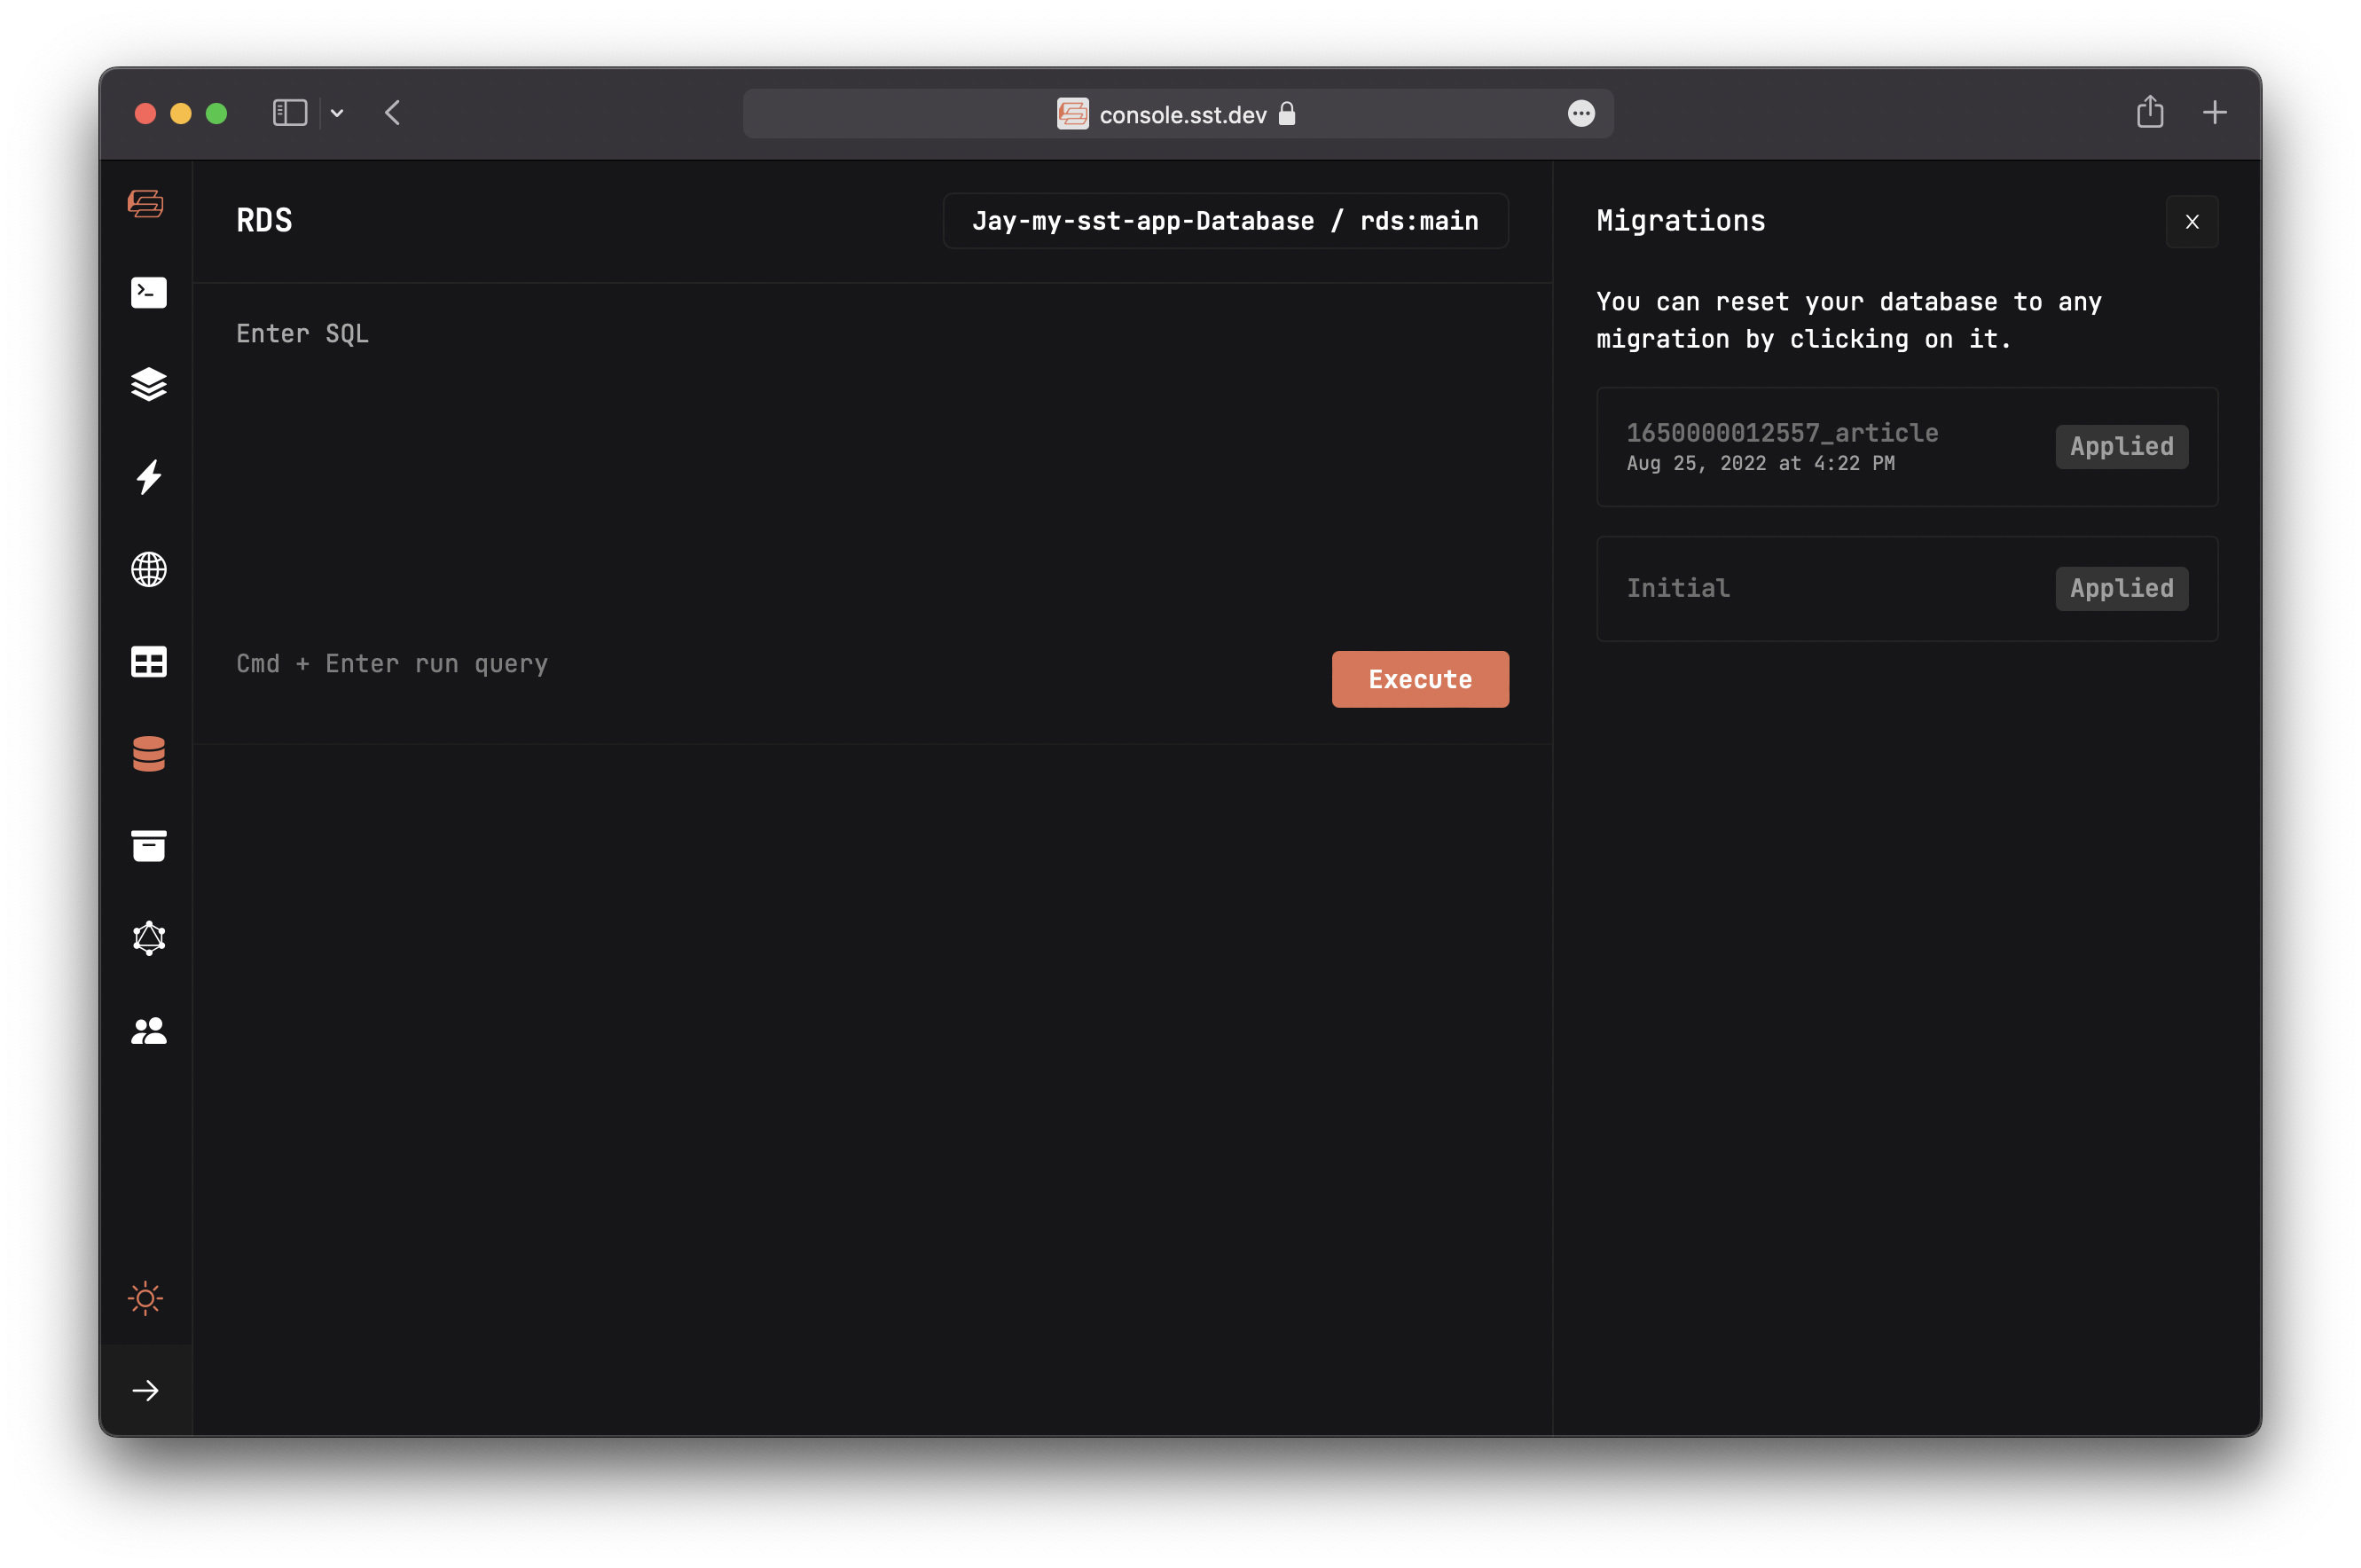 console.sst.dev
RDS
Jay-my-sst-app-Database / rds:main
Enter SQL
Cmd + Enter run query
Execute
Migrations
X
You can reset your database to any
migration by clicking on it.
1650000012557_article
Aug 25, 2022 at 4:22 PM
Applied
Initial
Applied